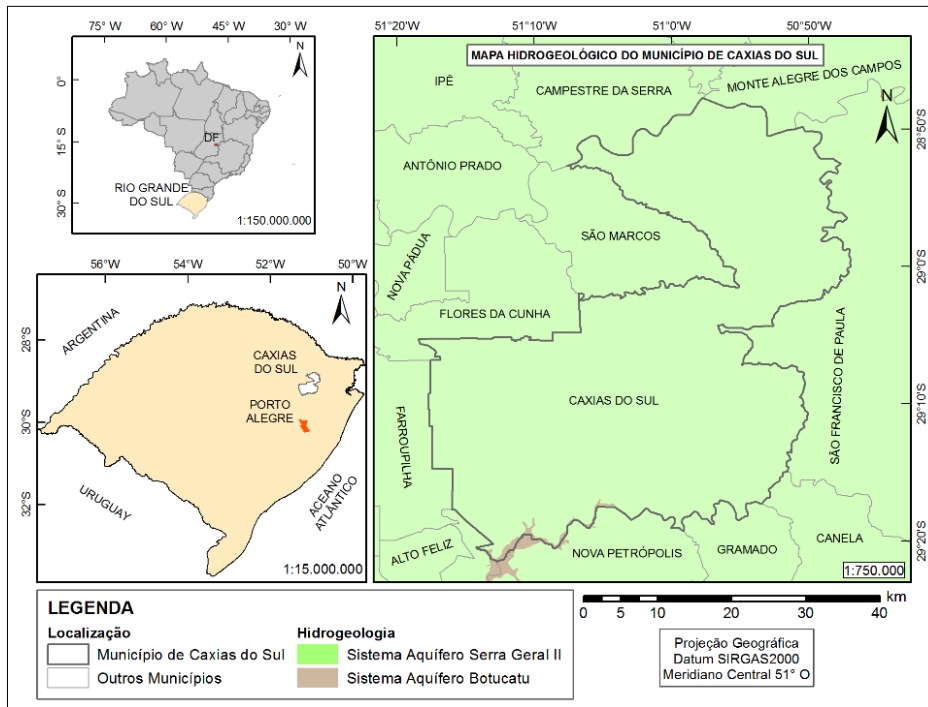 75° W
60° W
45° W
30° W
N
0°
15° S
30° S
DF
RIO GRANDE
DO SUL
1:150.000.000
56°W
54°W
52°W
50°W
N
28°S
30°S
32°S
ARGENTINA
CAXIAS
DO SUL
PORTO
ALEGRE
URUGUAY
ACEANO
ATLÂNTICO
1:15.000.000
51°20' W
51°10' W
51°0' W
50°50' W
MAPA HIDROGEOLÓGICO DO MUNICÍPIO DE CAXIAS DO SUL
IPÊ
CAMPESTRE DA SERRA
MONTE ALEGRE DOS CAMPOS
N
28°50' S
29°0' S
29°10' S
29°20' S
ANTÔNIO PRADO
SÃO MARCOS
NOVA PÁDUA
FLORES DA CUNHA
CAXIAS DO SUL
SÃO FRANCISCO DE PAULA
FARROUPILHA
ALTO FELIZ
NOVA PETRÓPOLIS
GRAMADO
CANELA
1:750.000
LEGENDA
Localização
Município de Caxias do Sul
Outros Municípios
Hidrogeologia
Sistema Aquífero Serra Geral II
Sistema Aquífero Botucatu
km
0 5 10 20 30 40
Projeção Geográfica
Datum SIRGAS2000
Meridiano Central 51° O